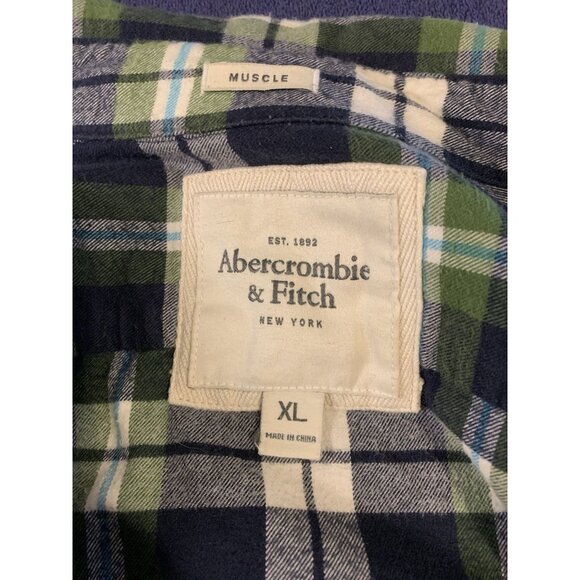 MUSCLE
EST. 1892
Abercrombie
& Fitch
NEW YORK
XL
MADE IN CHINA